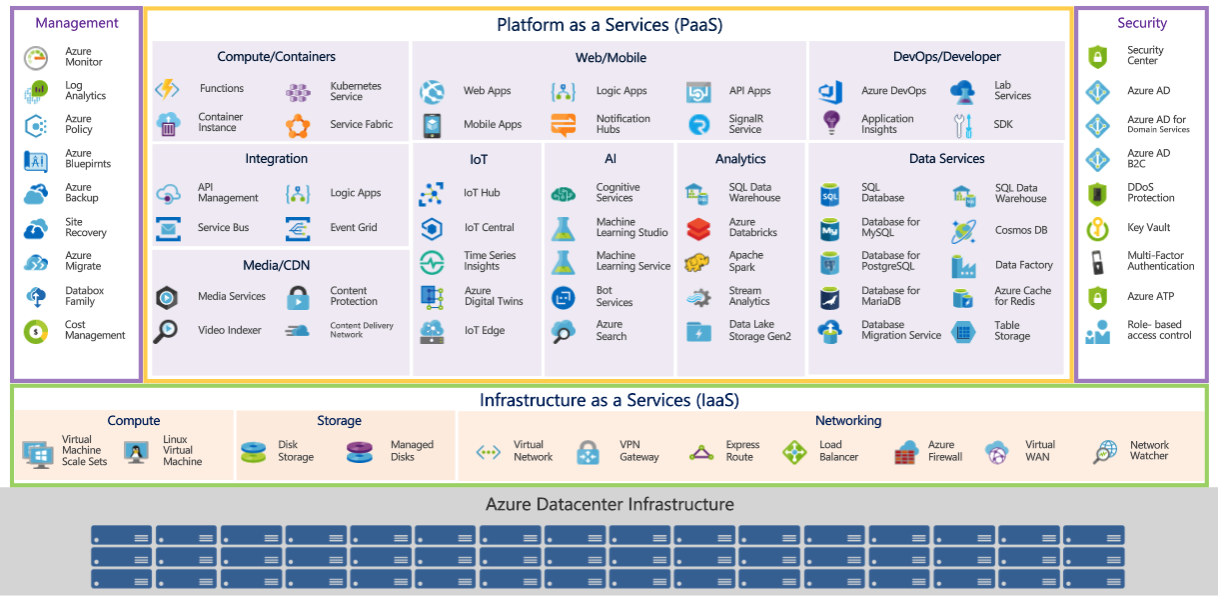 Management
Azure
Monitor
Log
Analytics
Azure
Policy
Azure
Bluepirnts
Azure
Backup
Site
Recovery
Azure
Migrate
Databox
Family
Cost
Management
Platform as a Services (PaaS)
Compute/Containers
Functions
Kubernetes
Service
Container
Instance
Service Fabric
Web/Mobile
Web Apps
Logic Apps
API Apps
Mobile Apps
Notification
Hubs
SignalR
Service
DevOps/Developer
Azure DevOps
Lab
Services
Application
Insights
SDK
Integration
API
Management
Logic Apps
Service Bus
Event Grid
Media/CDN
Media Services
Content
Protection
Video Indexer
Content Delivery
Network
IoT
IoT Hub
IoT Central
Time Series
Insights
Azure
Digital Twins
IoT Edge
AI
Cognitive
Services
Machine
Learning Studio
Machine
Learning Service
Bot
Services
Azure
Search
Analytics
SQL Data
Warehouse
Azure
Databricks
Apache
Spark
Stream
Analytics
Data Lake
Storage Gen2
Data Services
SQL
SQL
Database
SQL Data
Warehouse
My
Database for
MySQL
Cosmos DB
Database for
PostgreSQL
Data Factory
Database for
MariaDB
Azure Cache
for Redis
Database
Migration Service
Table
Storage
Security
Security
Center
Azure AD
Azure AD for
Domain Services
Azure AD
B2C
DDoS
Protection
Key Vault
Multi-Factor
Authentication
Azure ATP
Role- based
access control
Infrastructure as a Services (IaaS)
Compute
Virtual
Machine
Scale Sets
Linux
Virtual
Machine
Storage
Disk
Storage
Managed
Disks
Networking
Virtual
Network
VPN
Gateway
Express
Route
Load
Balancer
Azure
Firewall
Virtual
WAN
Network
Watcher
Azure Datacenter Infrastructure